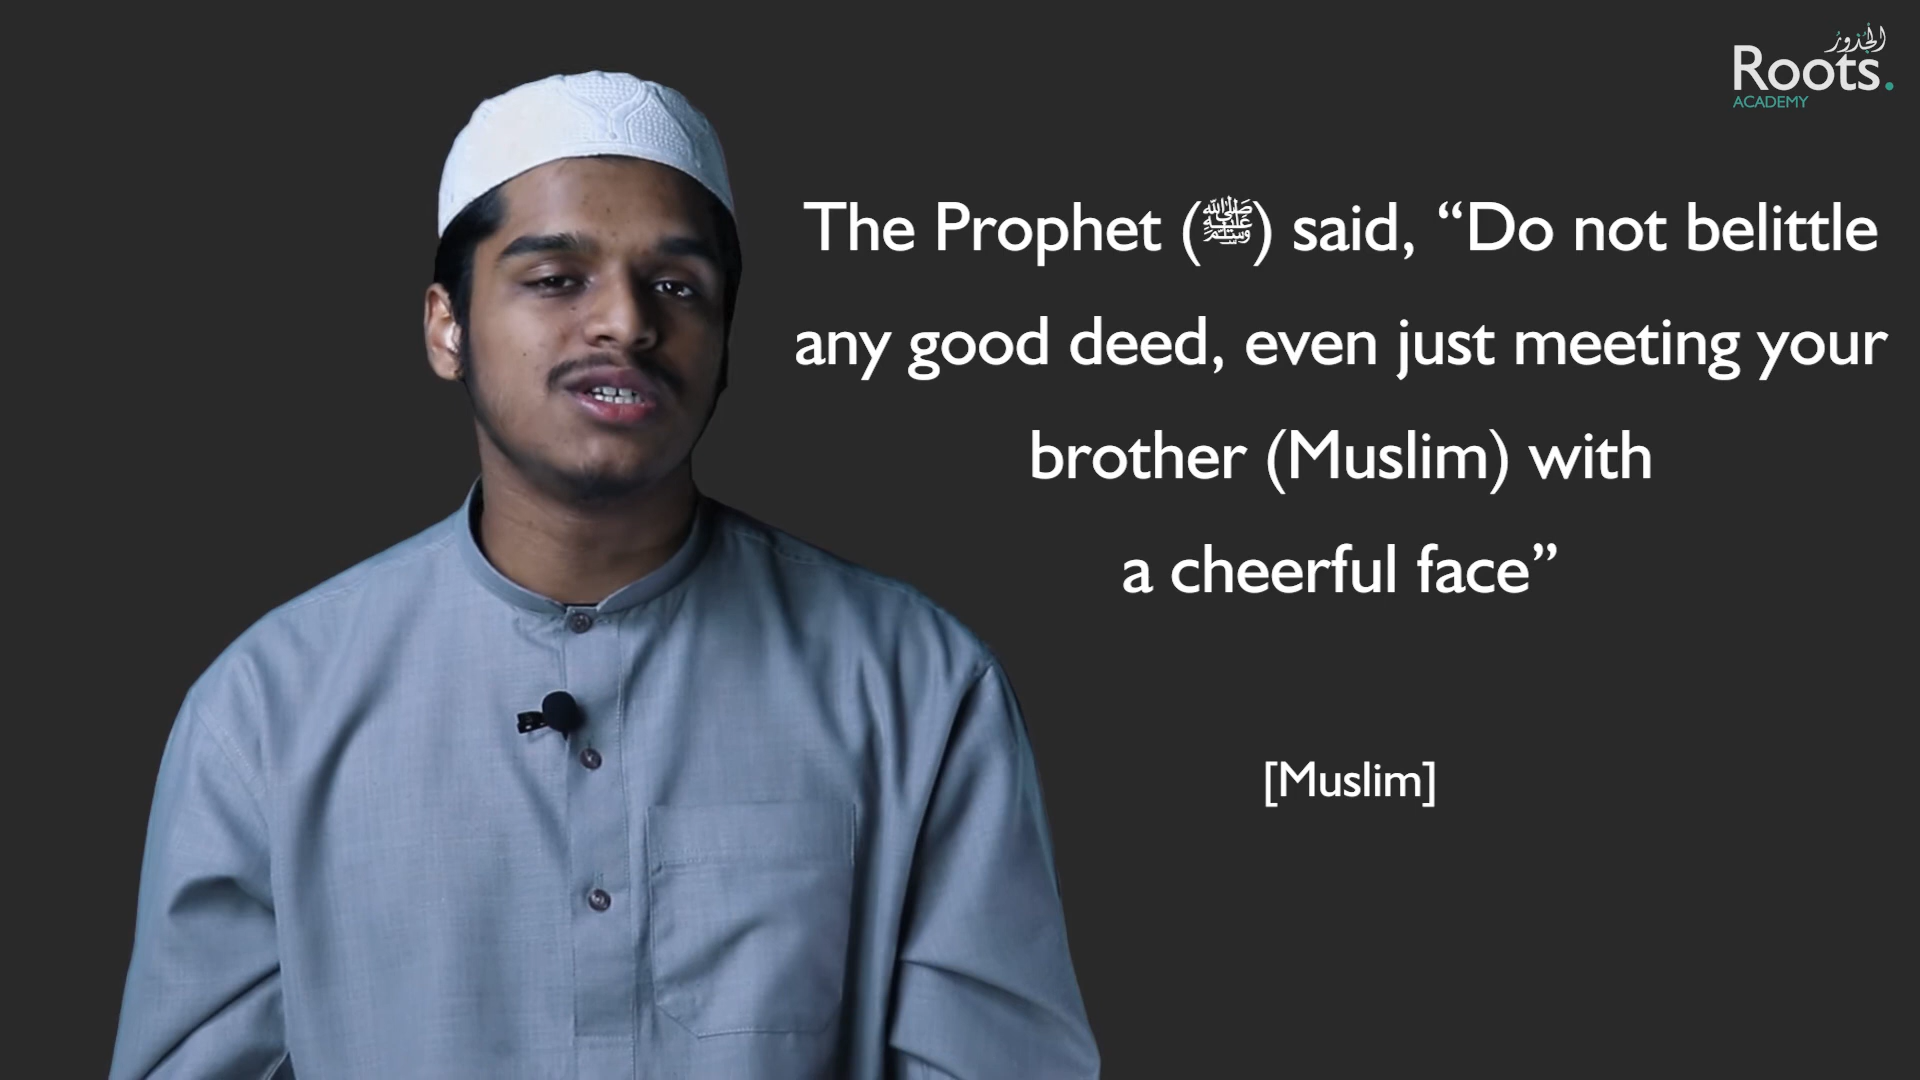 الجذور
Roots.
ACADEMY
The Prophet (ﷺ) said, “Do not belittle
any good deed, even just meeting your
brother (Muslim) with
a cheerful face”
[Muslim]